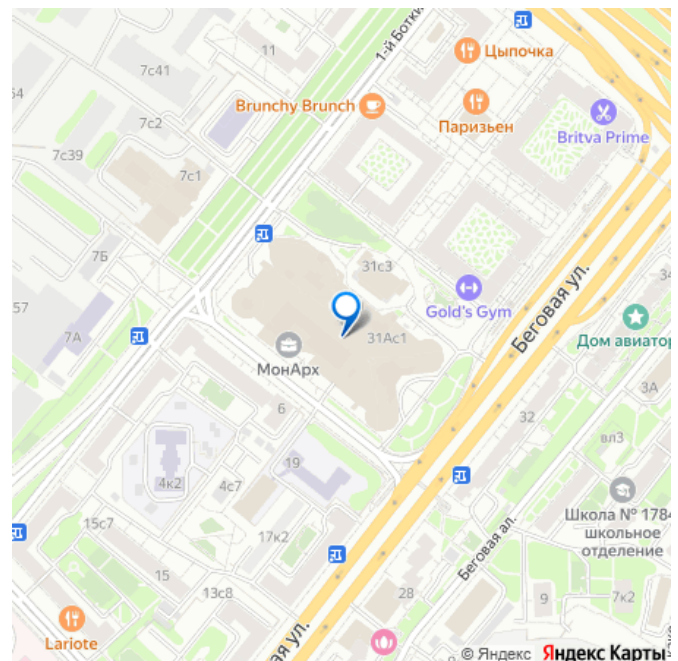 11
1-й Ботки
Цыпочка
7с41
54
Brunchy Brunch
Паризьен
Britva Prime
7с2
7с39
7с1
7Б
31с3
Gold's Gym
Беговая ул.
34
57
7А
31Ас1
Дом авиатор
МонАрх
3А
6
32
вл3
19
4к2
4с7
Школа № 1784
школьное
отделение
15с7
17к2
Беговая ал.
15
13с8
28
9
7к2
Lariote
ая ул.
© Яндекс Яндекс Карты